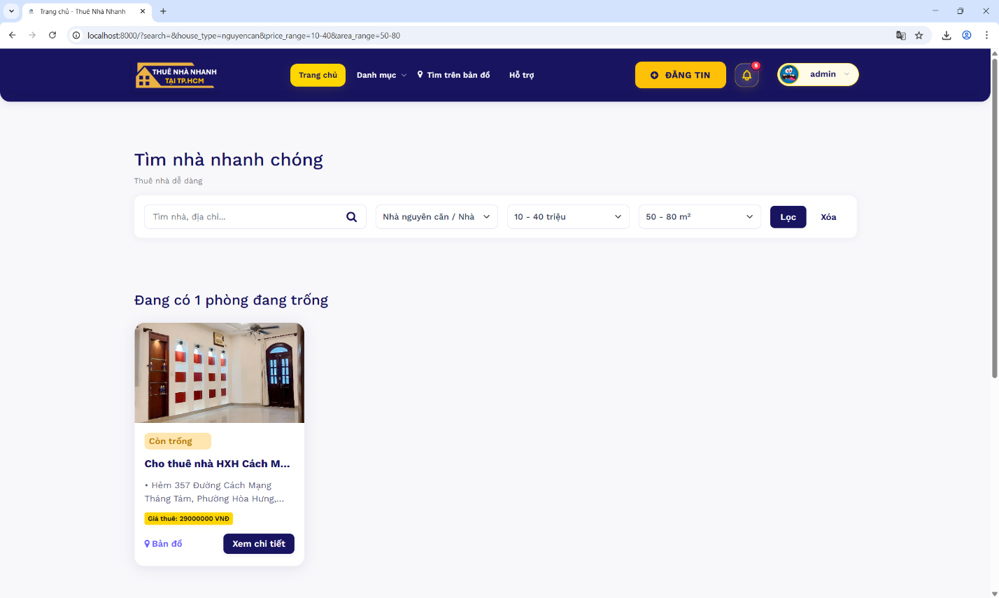 Trang chủ - Thuê Nhà Nhanh
localhost:8000/?search=&house_type=nguyencan&price_range=10-40&area_range=50-80
THUÊ NHÀ NHANH
TẠI TP.HCM
Trang chủ
Danh mục
Tìm trên bản đồ
Hỗ trợ
ĐĂNG TIN
5
admin
Tìm nhà nhanh chóng
Thuê nhà dễ dàng
Tìm nhà, địa chỉ...
Nhà nguyên căn / Nhà
10 - 40 triệu
50 - 80 m²
Lọc
Xóa
Đang có 1 phòng đang trống
Còn trống
Cho thuê nhà HXH Cách M...
• Hẻm 357 Đường Cách Mạng
Tháng Tám, Phường Hòa Hưng,...
Giá thuê: 29000000 VNĐ
Bản đồ
Xem chi tiết